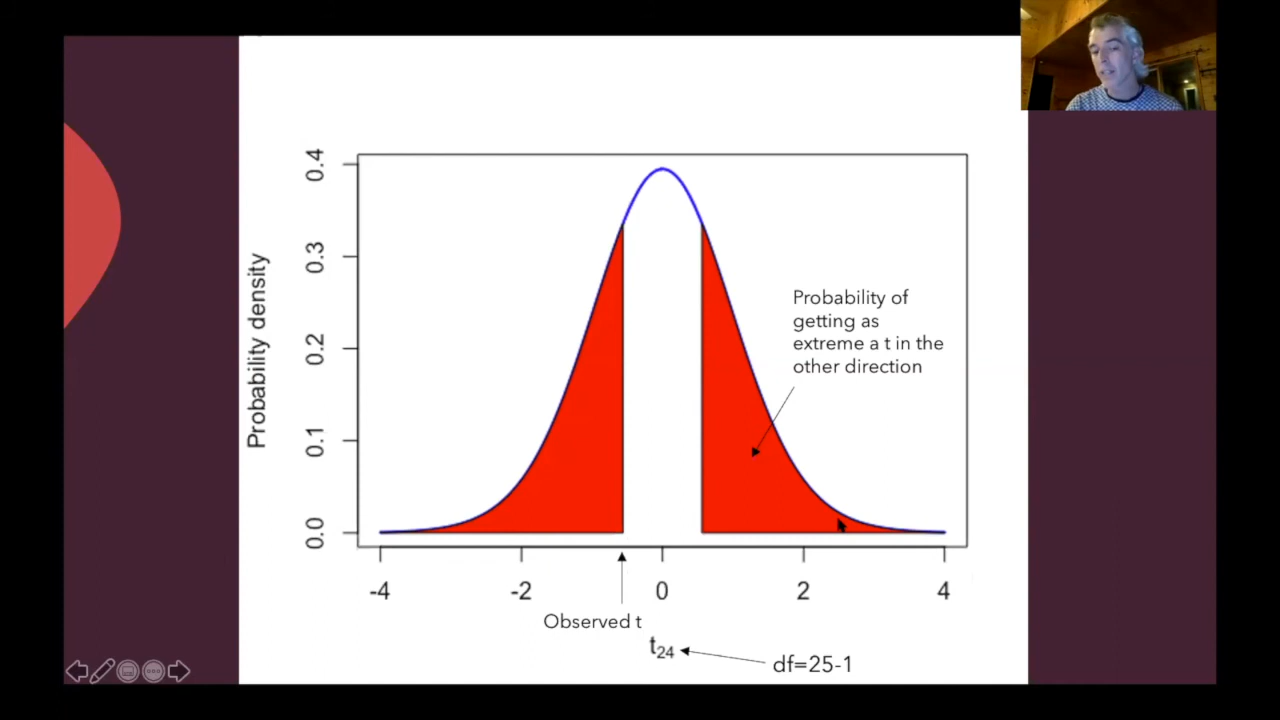 0.4
0.3
0.2
0.1
0.0
Probability density
Probability of
getting as
extreme a t in the
other direction
-4
-2
0
2
4
Observed t
t24
df=25-1